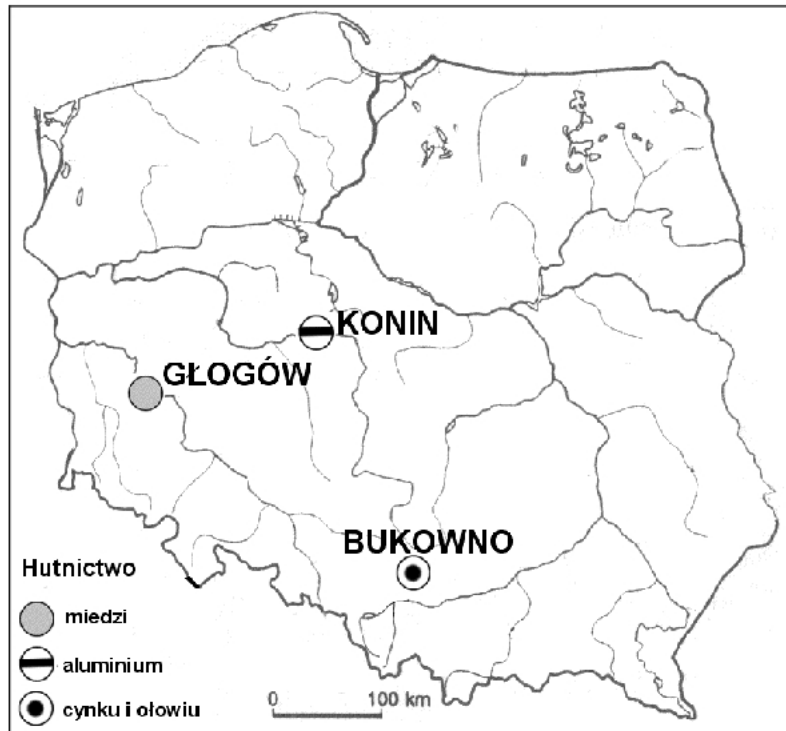 KONIN
GŁOGÓW
BUKOWNO
Hutnictwo
miedzi
aluminium
cynku i ołowiu
0 100 km